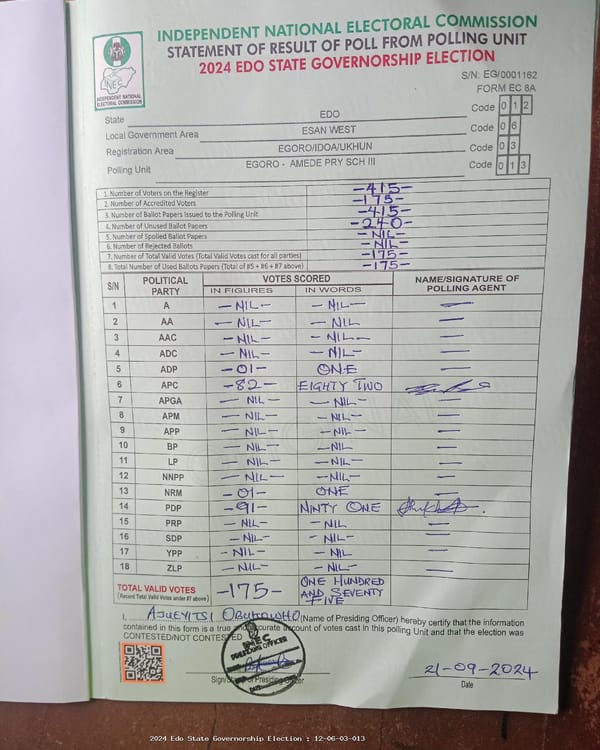 INDEPENDENT NATIONAL ELECTORAL COMMISSION
STATEMENT OF RESULT OF POLL FROM POLLING UNIT
2024 EDO STATE GOVERNORSHIP ELECTION
INEC
INDEPENDENT NATIONAL ELECTORAL COMMISSION
S/N: EG/0001162
FORM EC 8A
State EDO Code 0 1 2
Local Government Area ESAN WEST Code 0 6
Registration Area EGORO/IDOA/UKHUN Code 0 3
Polling Unit EGORO - AMEDE PRY SCH III Code 0 1 3
1. Number of Voters on the Register -415-
2. Number of Accredited Voters -175-
3. Number of Ballot Papers Issued to the Polling Unit -415-
4. Number of Unused Ballot Papers -240-
5. Number of Spoiled Ballot Papers -NIL-
6. Number of Rejected Ballots -NIL-
7. Number of Total Valid Votes (Total Valid Votes cast for all parties) -175-
8. Total Number of Used Ballots Papers (Total of #5 + #6 + #7 above) -175-
S/N POLITICAL PARTY VOTES SCORED NAME/SIGNATURE OF POLLING AGENT
IN FIGURES IN WORDS
1 A -NIL- -NIL-
2 AA -NIL- -NIL
3 AAC -NIL- -NIL-
4 ADC -NIL- -NIL-
5 ADP -01- ONE
6 APC -82- EIGHTY TWO
7 APGA -NIL- -NIL-
8 APM -NIL- -NIL-
9 APP -NIL- -NIL-
10 BP -NIL- -NIL
11 LP -NIL- -NIL-
12 NNPP -NIL- -NIL-
13 NRM -01- ONE
14 PDP -91- NINTY ONE
15 PRP -NIL- -NIL
16 SDP -NIL- -NIL-
17 YPP -NIL- -NIL
18 ZLP -NIL- -NIL-
TOTAL VALID VOTES -175- ONE HUNDRED AND SEVENTY FIVE
(Record Total Valid Votes under #7 above)
I, (Name of Presiding Officer) hereby certify that the information
contained in this form is a true and accurate account of votes cast in this polling Unit and that the election was
CONTESTED/NOT CONTESTED
INEC
PRESIDING OFFICER
DATE
Signature of Presiding Officer
21-09-2024
Date
2024 Edo State Governorship Election : 12-06-03-013